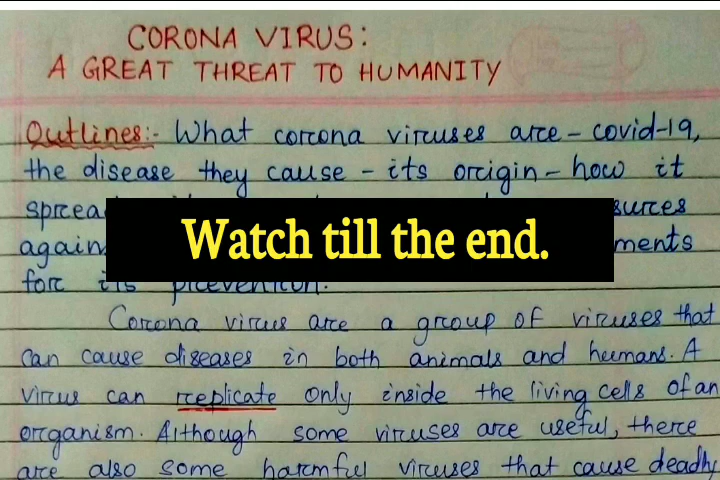 CORONA VIRUS:
A GREAT THREAT TO HUMANITY
Outlines:- What corona viruses are - covid-19,
the disease they cause - its origin - how it
Watch till the end.
for its prevention.
Corona virus are a group of viruses that
can cause diseases in both animals and humans. A
virus can replicate only inside the living cells of an
organism. Although some viruses are useful, there
are also some harmful viruses that cause deadly